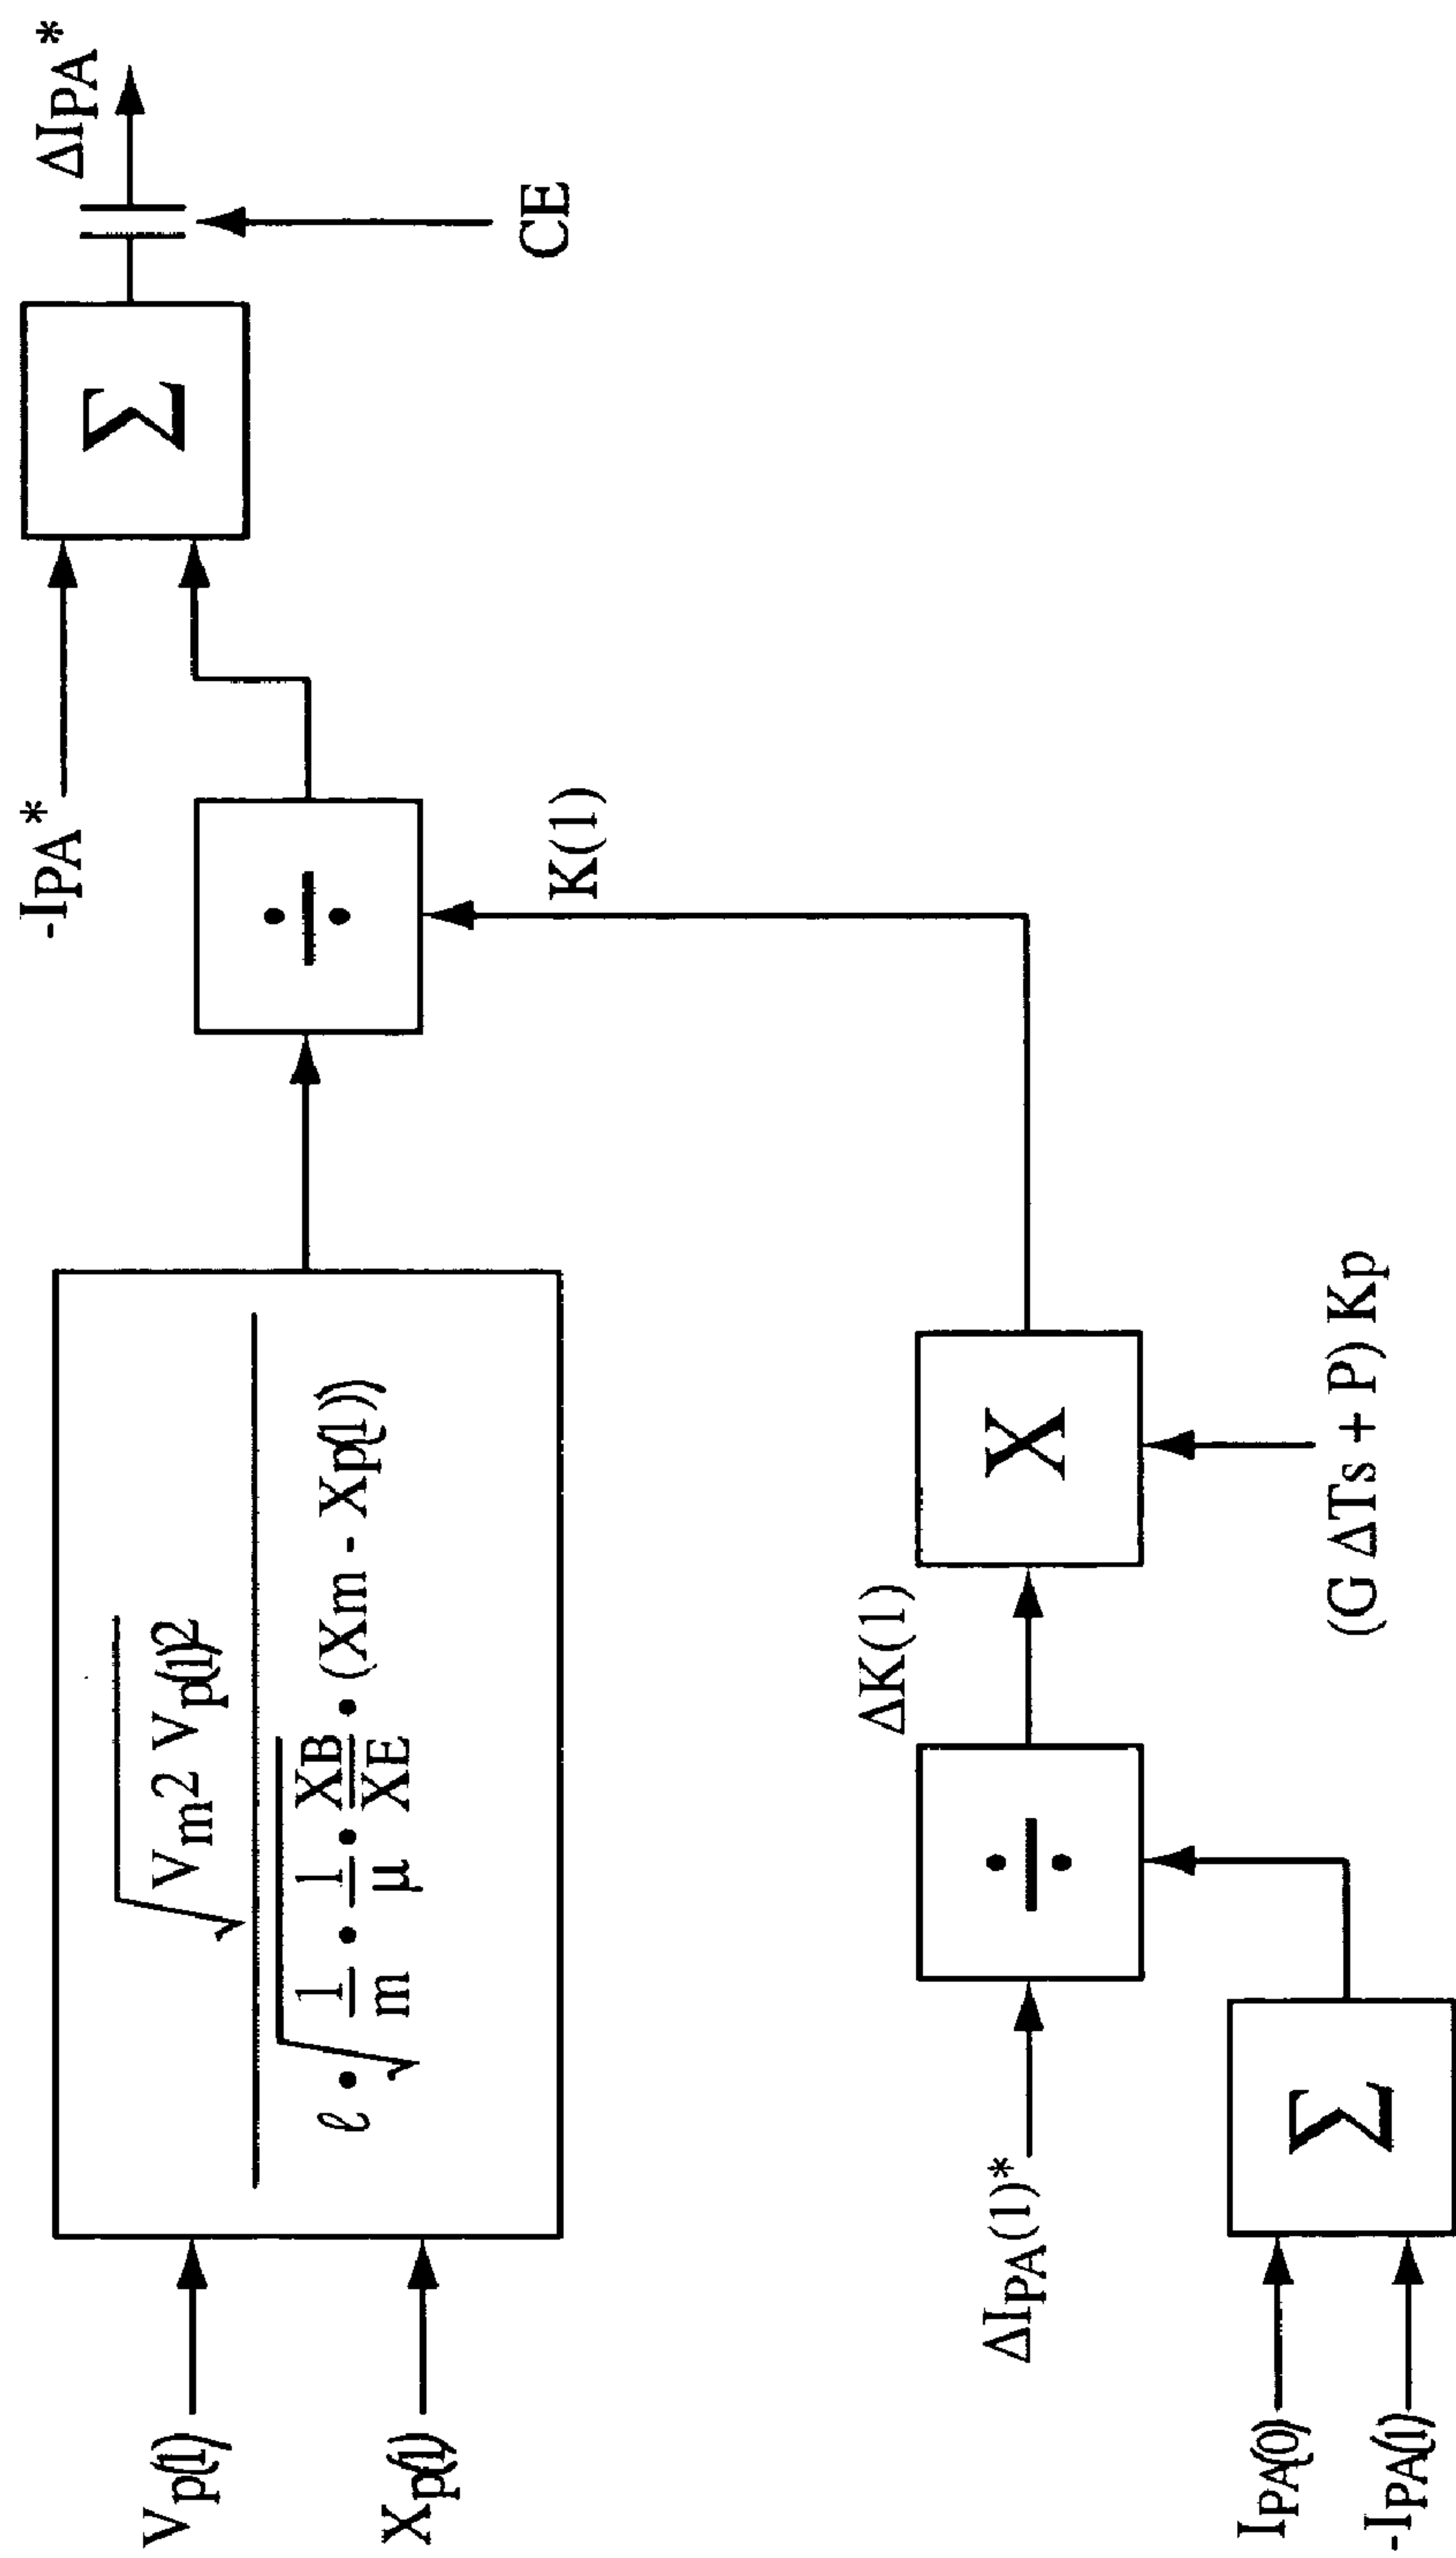 Vp(1)
Xp(1)
√ Vm2 Vp(1)2
ℓ • √ 1/m • 1/μ • XB/XE • (Xm - Xp(1))
÷
-IPA*
Σ
ΔIPA*
CE
K(1)
ΔIPA(1)*
÷
ΔK(1)
X
(G ΔTs + P) Kp
IPA(0)
-IPA(1)
Σ